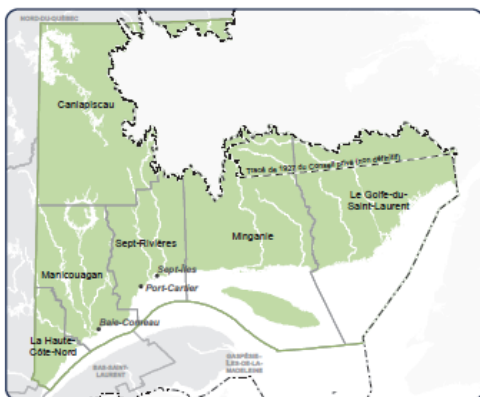 NORD-DU-QUÉBEC
Caniapiscau
Tracé de 1927 du Conseil privé (non définitif)
Le Golfe-du-
Saint-Laurent
Sept-Rivières
Minganie
Manicouagan
Sept-Îles
Port-Cartier
Baie-Comeau
La Haute-
Côte-Nord
BAS-SAINT-
LAURENT
GASPÉSIE–
ÎLES-DE-LA-
MADELEINE